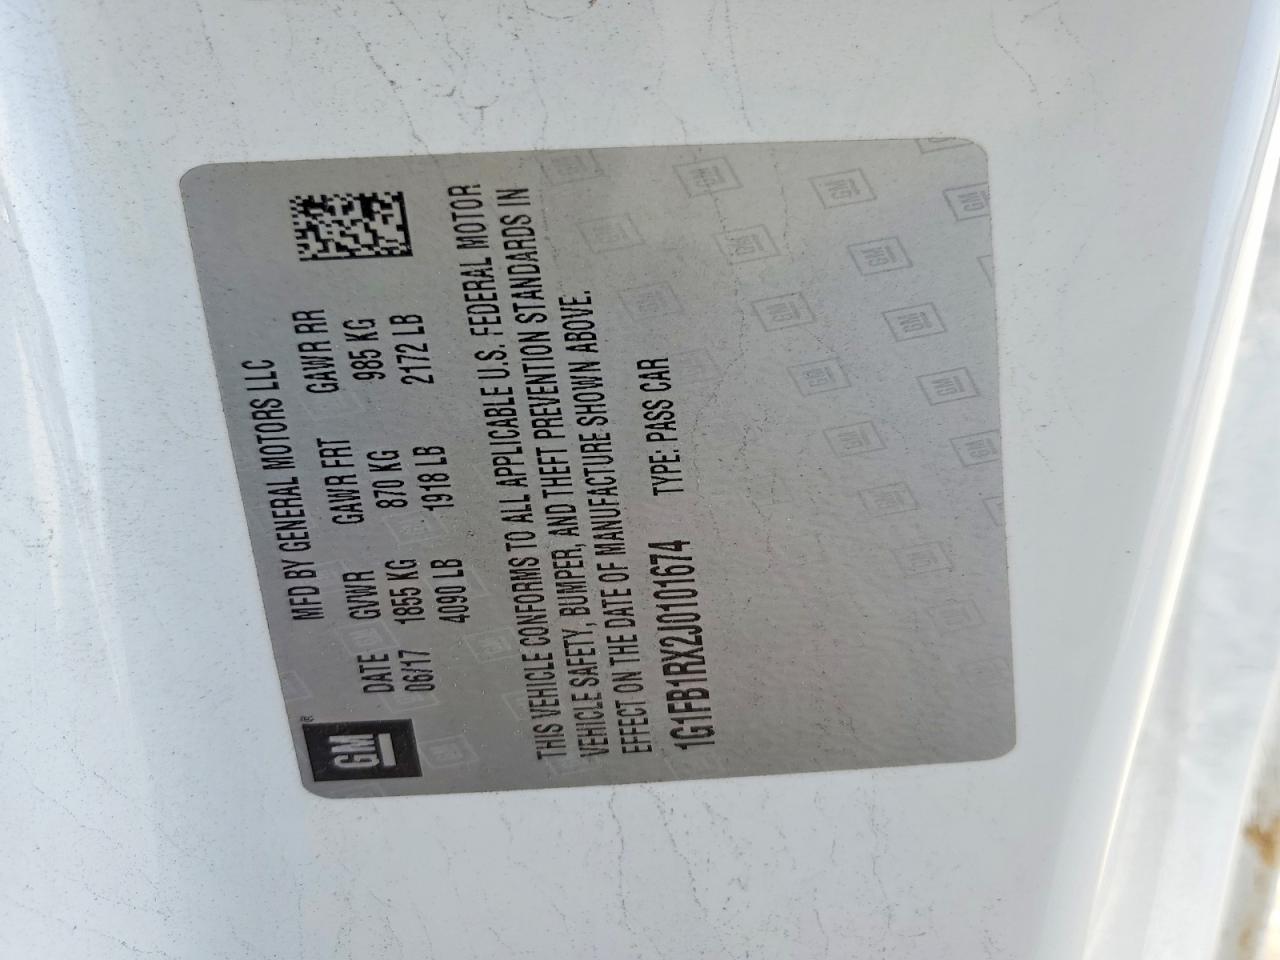 MFD BY GENERAL MOTORS LLC
DATE GVWR GAWR FRT GAWR RR
06/17 1855 KG 870 KG 985 KG
4090 LB 1918 LB 2172 LB
GM®
THIS VEHICLE CONFORMS TO ALL APPLICABLE U.S. FEDERAL MOTOR
VEHICLE SAFETY, BUMPER, AND THEFT PREVENTION STANDARDS IN
EFFECT ON THE DATE OF MANUFACTURE SHOWN ABOVE.
1G1FB1RX2J0101674 TYPE: PASS CAR